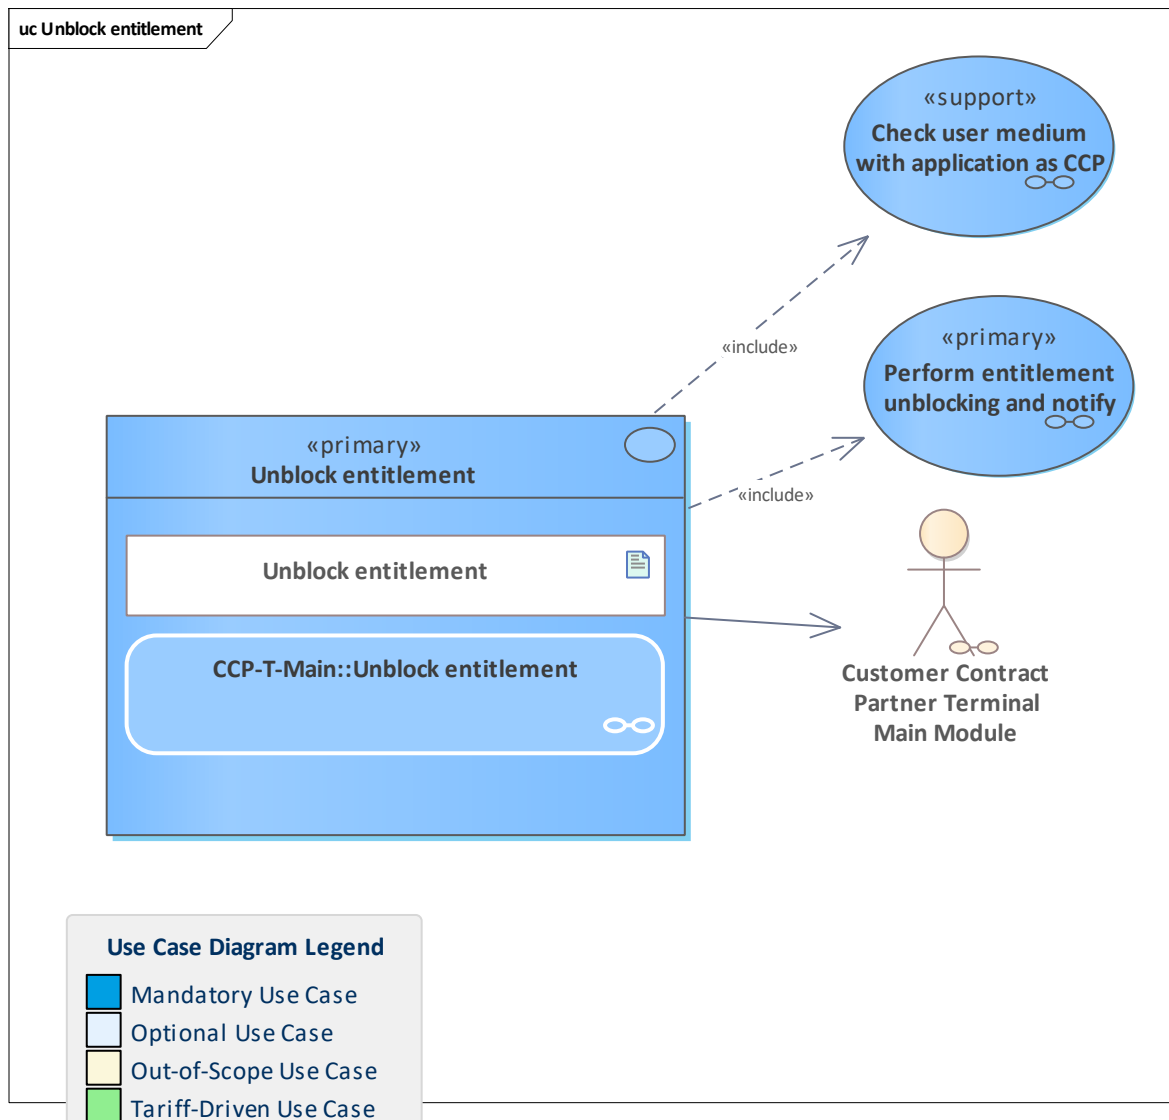 uc Unblock entitlement
«support»
Check user medium
with application as CCP
«include»
«primary»
Perform entitlement
unblocking and notify
«include»
«primary»
Unblock entitlement
Unblock entitlement
CCP-T-Main::Unblock entitlement
Customer Contract
Partner Terminal
Main Module
Use Case Diagram Legend
Mandatory Use Case
Optional Use Case
Out-of-Scope Use Case
Tariff-Driven Use Case